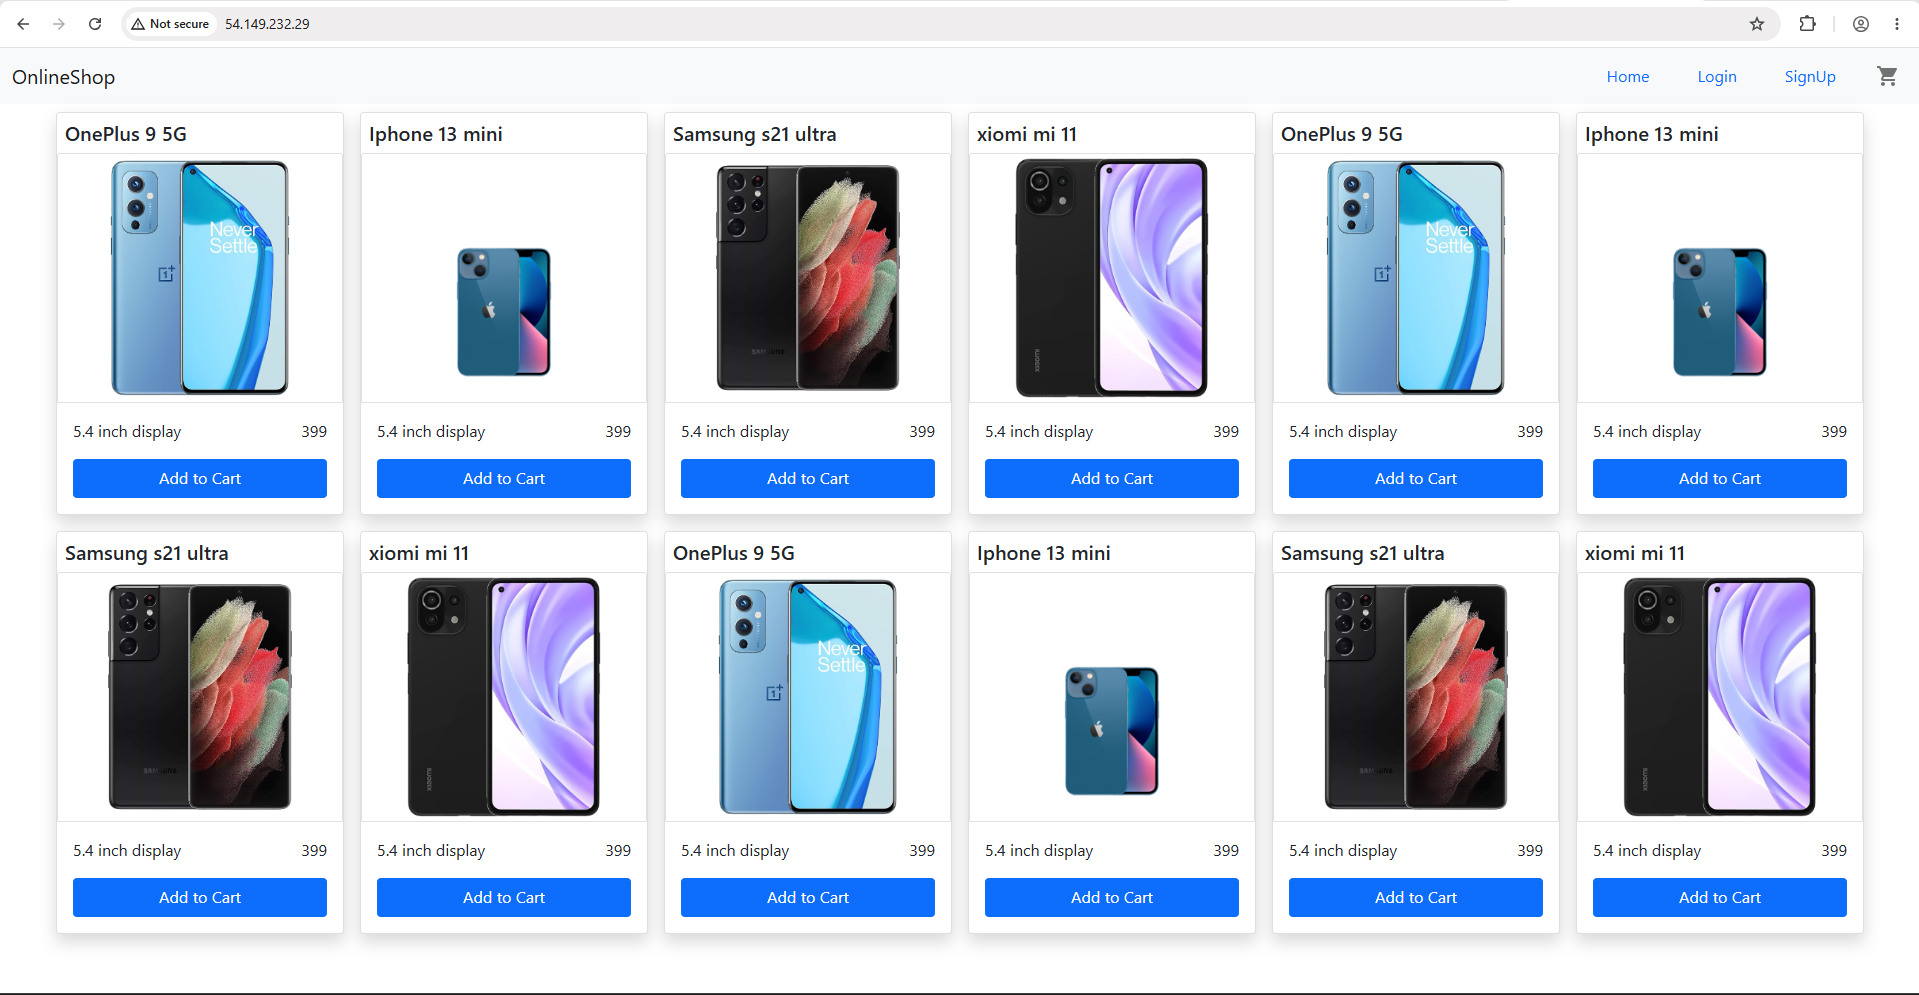 Not secure 54.149.232.29
OnlineShop Home Login SignUp
OnePlus 9 5G Iphone 13 mini Samsung s21 ultra xiomi mi 11 OnePlus 9 5G Iphone 13 mini
Never Never
Settle Settle
SAMSUNG
XIAOMI
5.4 inch display 399 5.4 inch display 399 5.4 inch display 399 5.4 inch display 399 5.4 inch display 399 5.4 inch display 399
Add to Cart Add to Cart Add to Cart Add to Cart Add to Cart Add to Cart
Samsung s21 ultra xiomi mi 11 OnePlus 9 5G Iphone 13 mini Samsung s21 ultra xiomi mi 11
Never
Settle
SAMSUNG XIAOMI SAMSUNG XIAOMI
5.4 inch display 399 5.4 inch display 399 5.4 inch display 399 5.4 inch display 399 5.4 inch display 399 5.4 inch display 399
Add to Cart Add to Cart Add to Cart Add to Cart Add to Cart Add to Cart